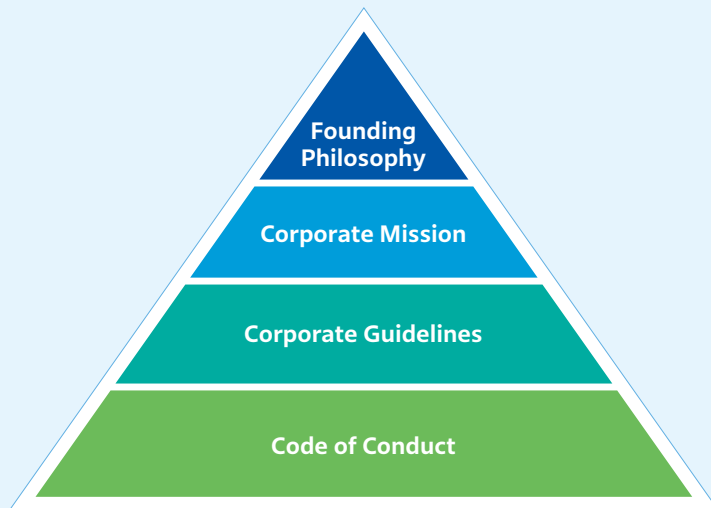 Founding
Philosophy
Corporate Mission
Corporate Guidelines
Code of Conduct